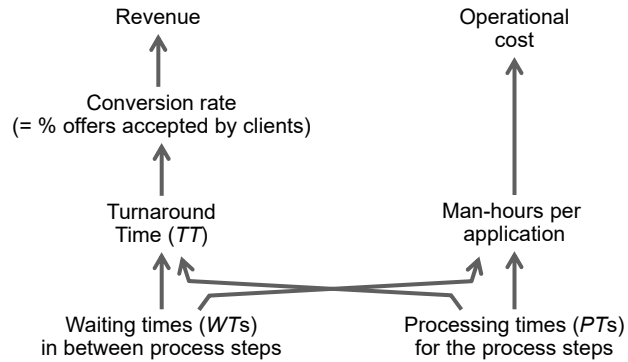 Revenue
Operational
cost
Conversion rate
(= % offers accepted by clients)
Turnaround
Time (TT)
Man-hours per
application
Waiting times (WTs)
in between process steps
Processing times (PTs)
for the process steps